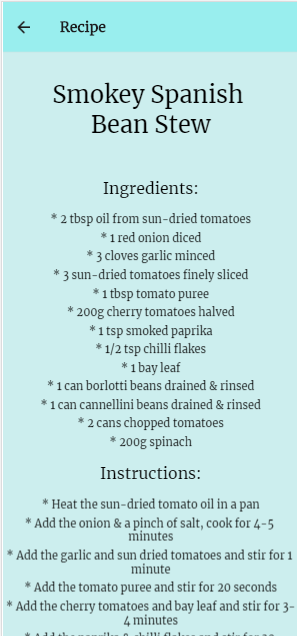 Recipe
Smokey Spanish
Bean Stew
Ingredients:
* 2 tbsp oil from sun-dried tomatoes
* 1 red onion diced
* 3 cloves garlic minced
* 3 sun-dried tomatoes finely sliced
* 1 tbsp tomato puree
* 200g cherry tomatoes halved
* 1 tsp smoked paprika
* 1/2 tsp chilli flakes
* 1 bay leaf
* 1 can borlotti beans drained & rinsed
* 1 can cannellini beans drained & rinsed
* 2 cans chopped tomatoes
* 200g spinach
Instructions:
* Heat the sun-dried tomato oil in a pan
* Add the onion & a pinch of salt, cook for 4-5
minutes
* Add the garlic and sun dried tomatoes and stir for 1
minute
* Add the tomato puree and stir for 20 seconds
* Add the cherry tomatoes and bay leaf and stir for 3-
4 minutes